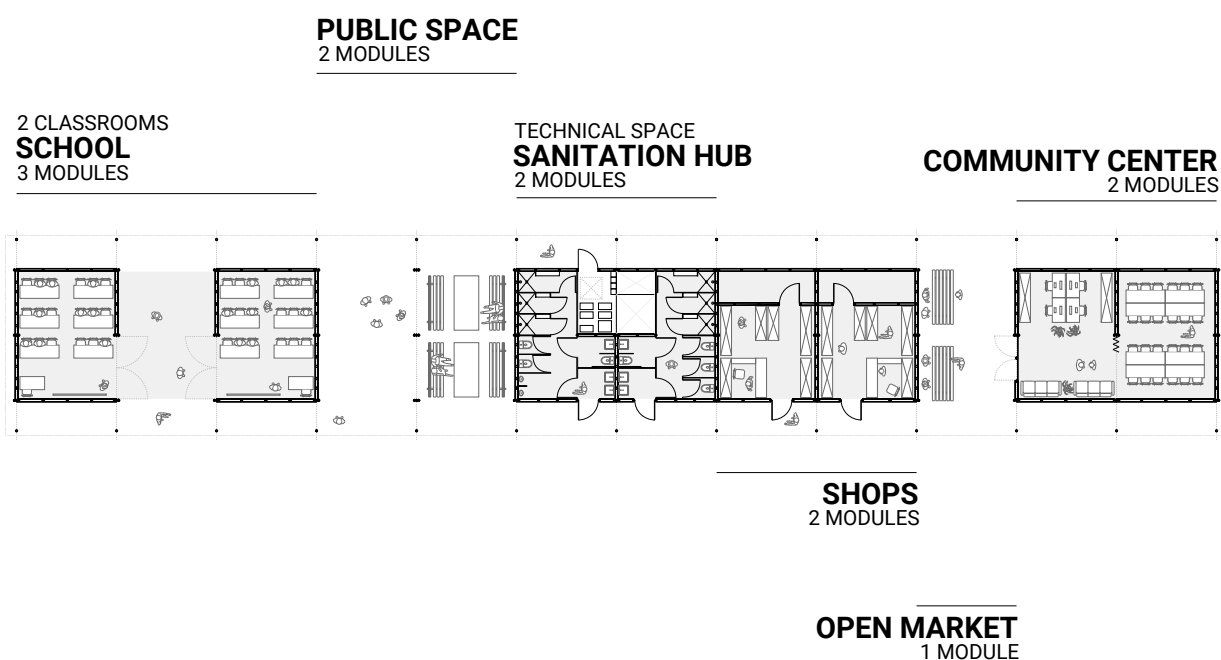 PUBLIC SPACE
2 MODULES
2 CLASSROOMS
SCHOOL
3 MODULES
TECHNICAL SPACE
SANITATION HUB
2 MODULES
COMMUNITY CENTER
2 MODULES
SHOPS
2 MODULES
OPEN MARKET
1 MODULE